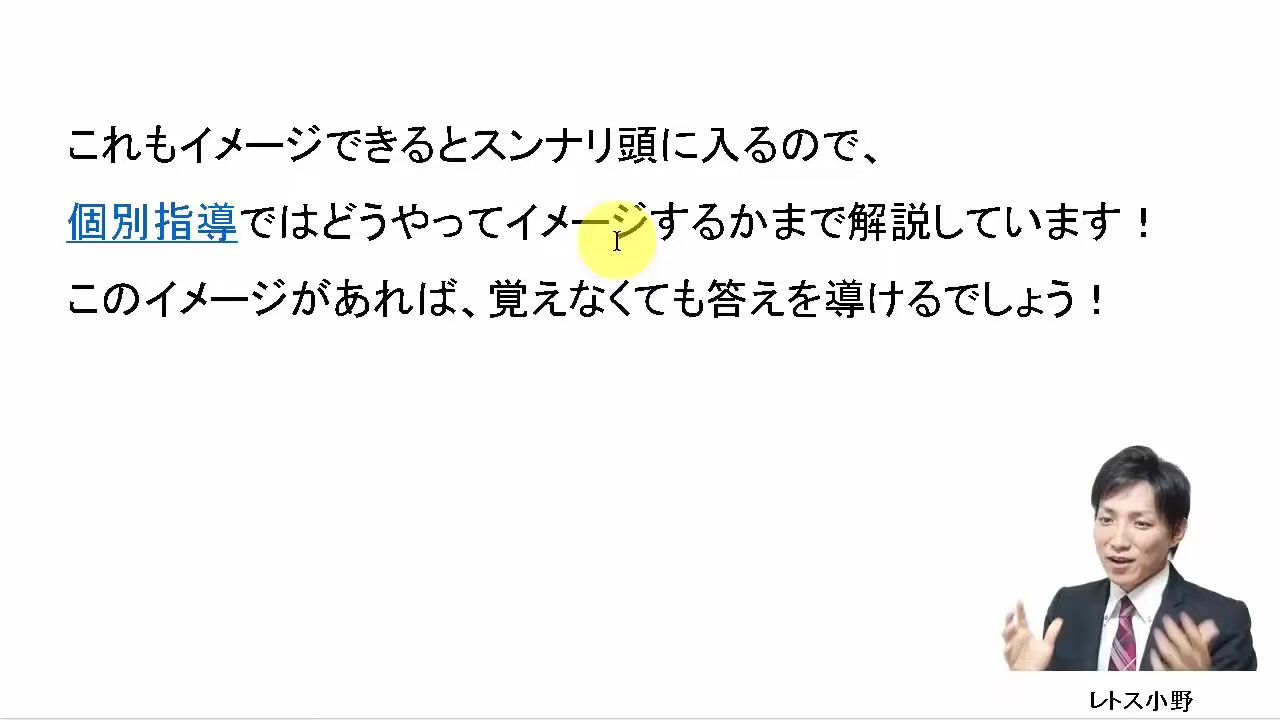 これもイメージできるとスンナリ頭に入るので、
個別指導ではどうやってイメージするかまで解説しています！
このイメージがあれば、覚えなくても答えを導けるでしょう！
レトス小野